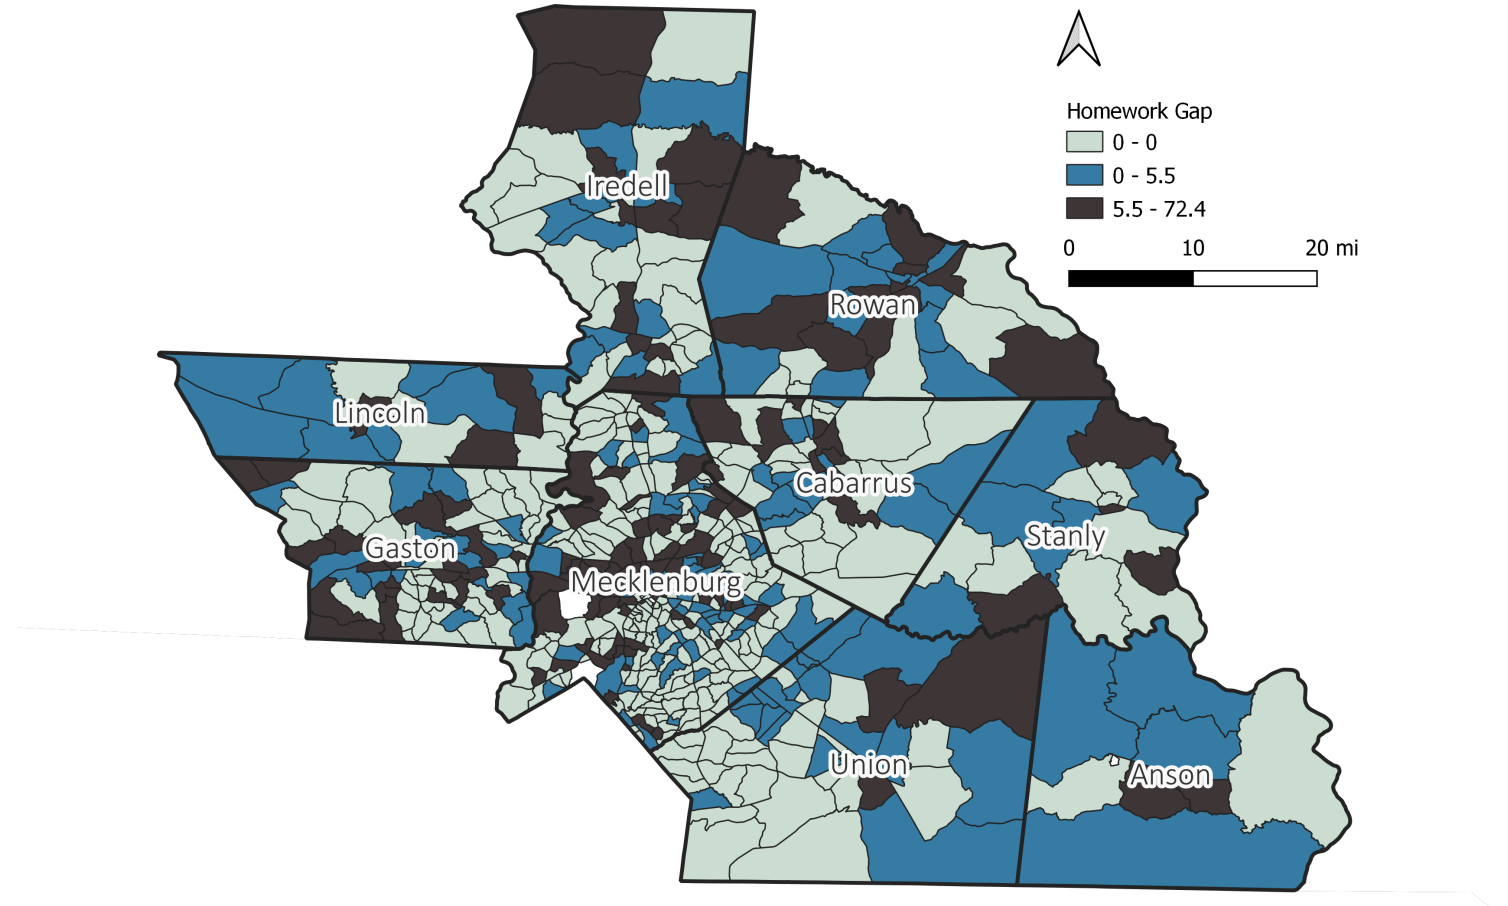 Homework Gap
0 - 0
0 - 5.5
5.5 - 72.4
0 10 20 mi
Iredell
Rowan
Lincoln
Cabarrus
Stanly
Gaston
Mecklenburg
Union
Anson